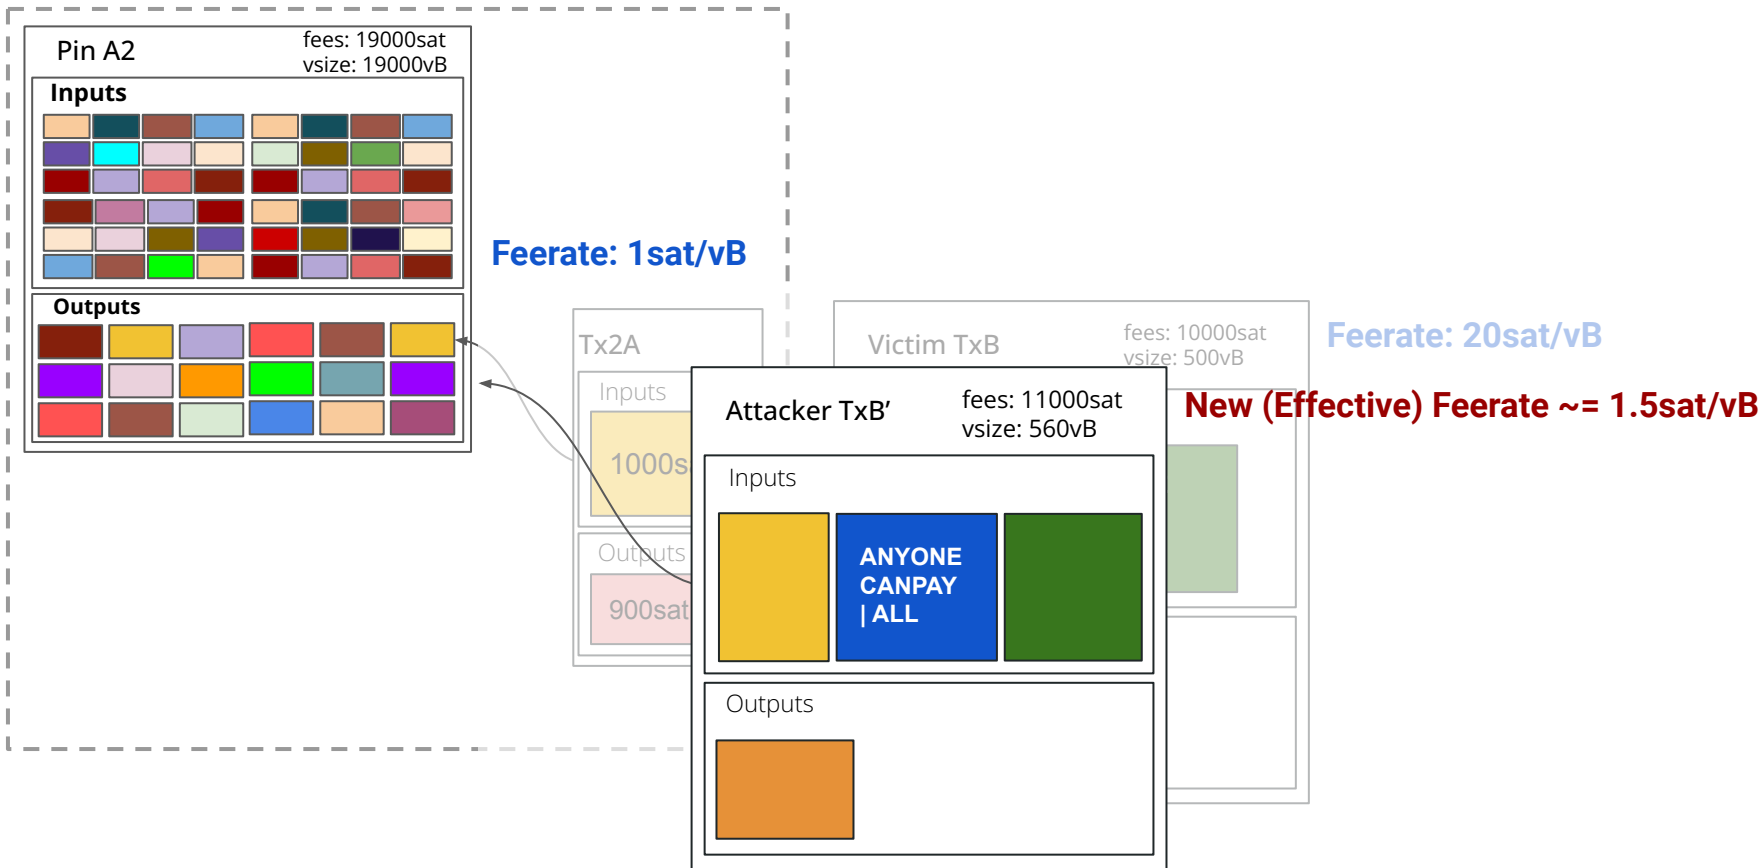 Pin A2
fees: 19000sat
vsize: 19000vB
Inputs
Outputs
Feerate: 1sat/vB
Tx2A
Inputs
1000s
Outputs
900sat
Victim TxB
fees: 10000sat
vsize: 500vB
Feerate: 20sat/vB
New (Effective) Feerate ~= 1.5sat/vB
Attacker TxB’
fees: 11000sat
vsize: 560vB
Inputs
ANYONE
CANPAY
| ALL
Outputs